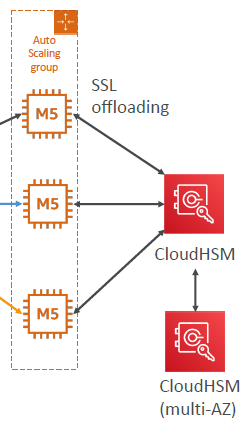 Auto
Scaling
group
SSL
offloading
M5
M5
M5
CloudHSM
CloudHSM
(multi-AZ)